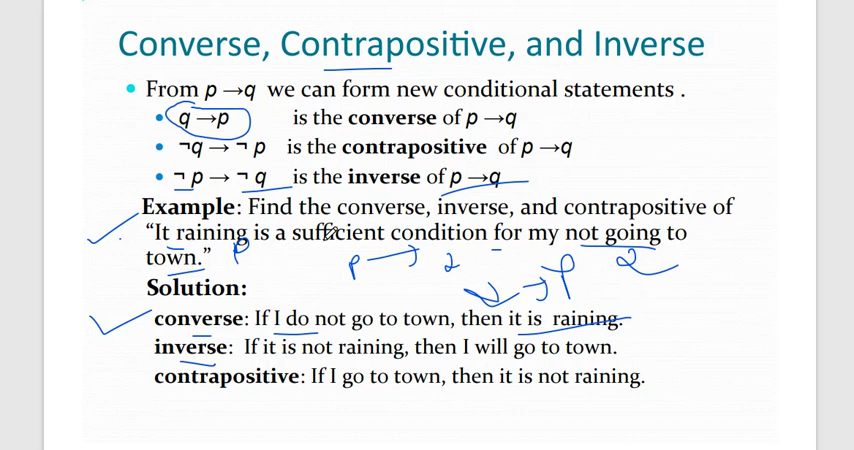 Converse, Contrapositive, and Inverse
• From p →q we can form new conditional statements .
• q →p is the converse of p →q
• ¬q → ¬ p is the contrapositive of p →q
• ¬ p → ¬ q is the inverse of p →q
Example: Find the converse, inverse, and contrapositive of
“It raining is a sufficient condition for my not going to
town.”
p
p → q
→ p
Solution:
converse: If I do not go to town, then it is raining.
inverse: If it is not raining, then I will go to town.
contrapositive: If I go to town, then it is not raining.